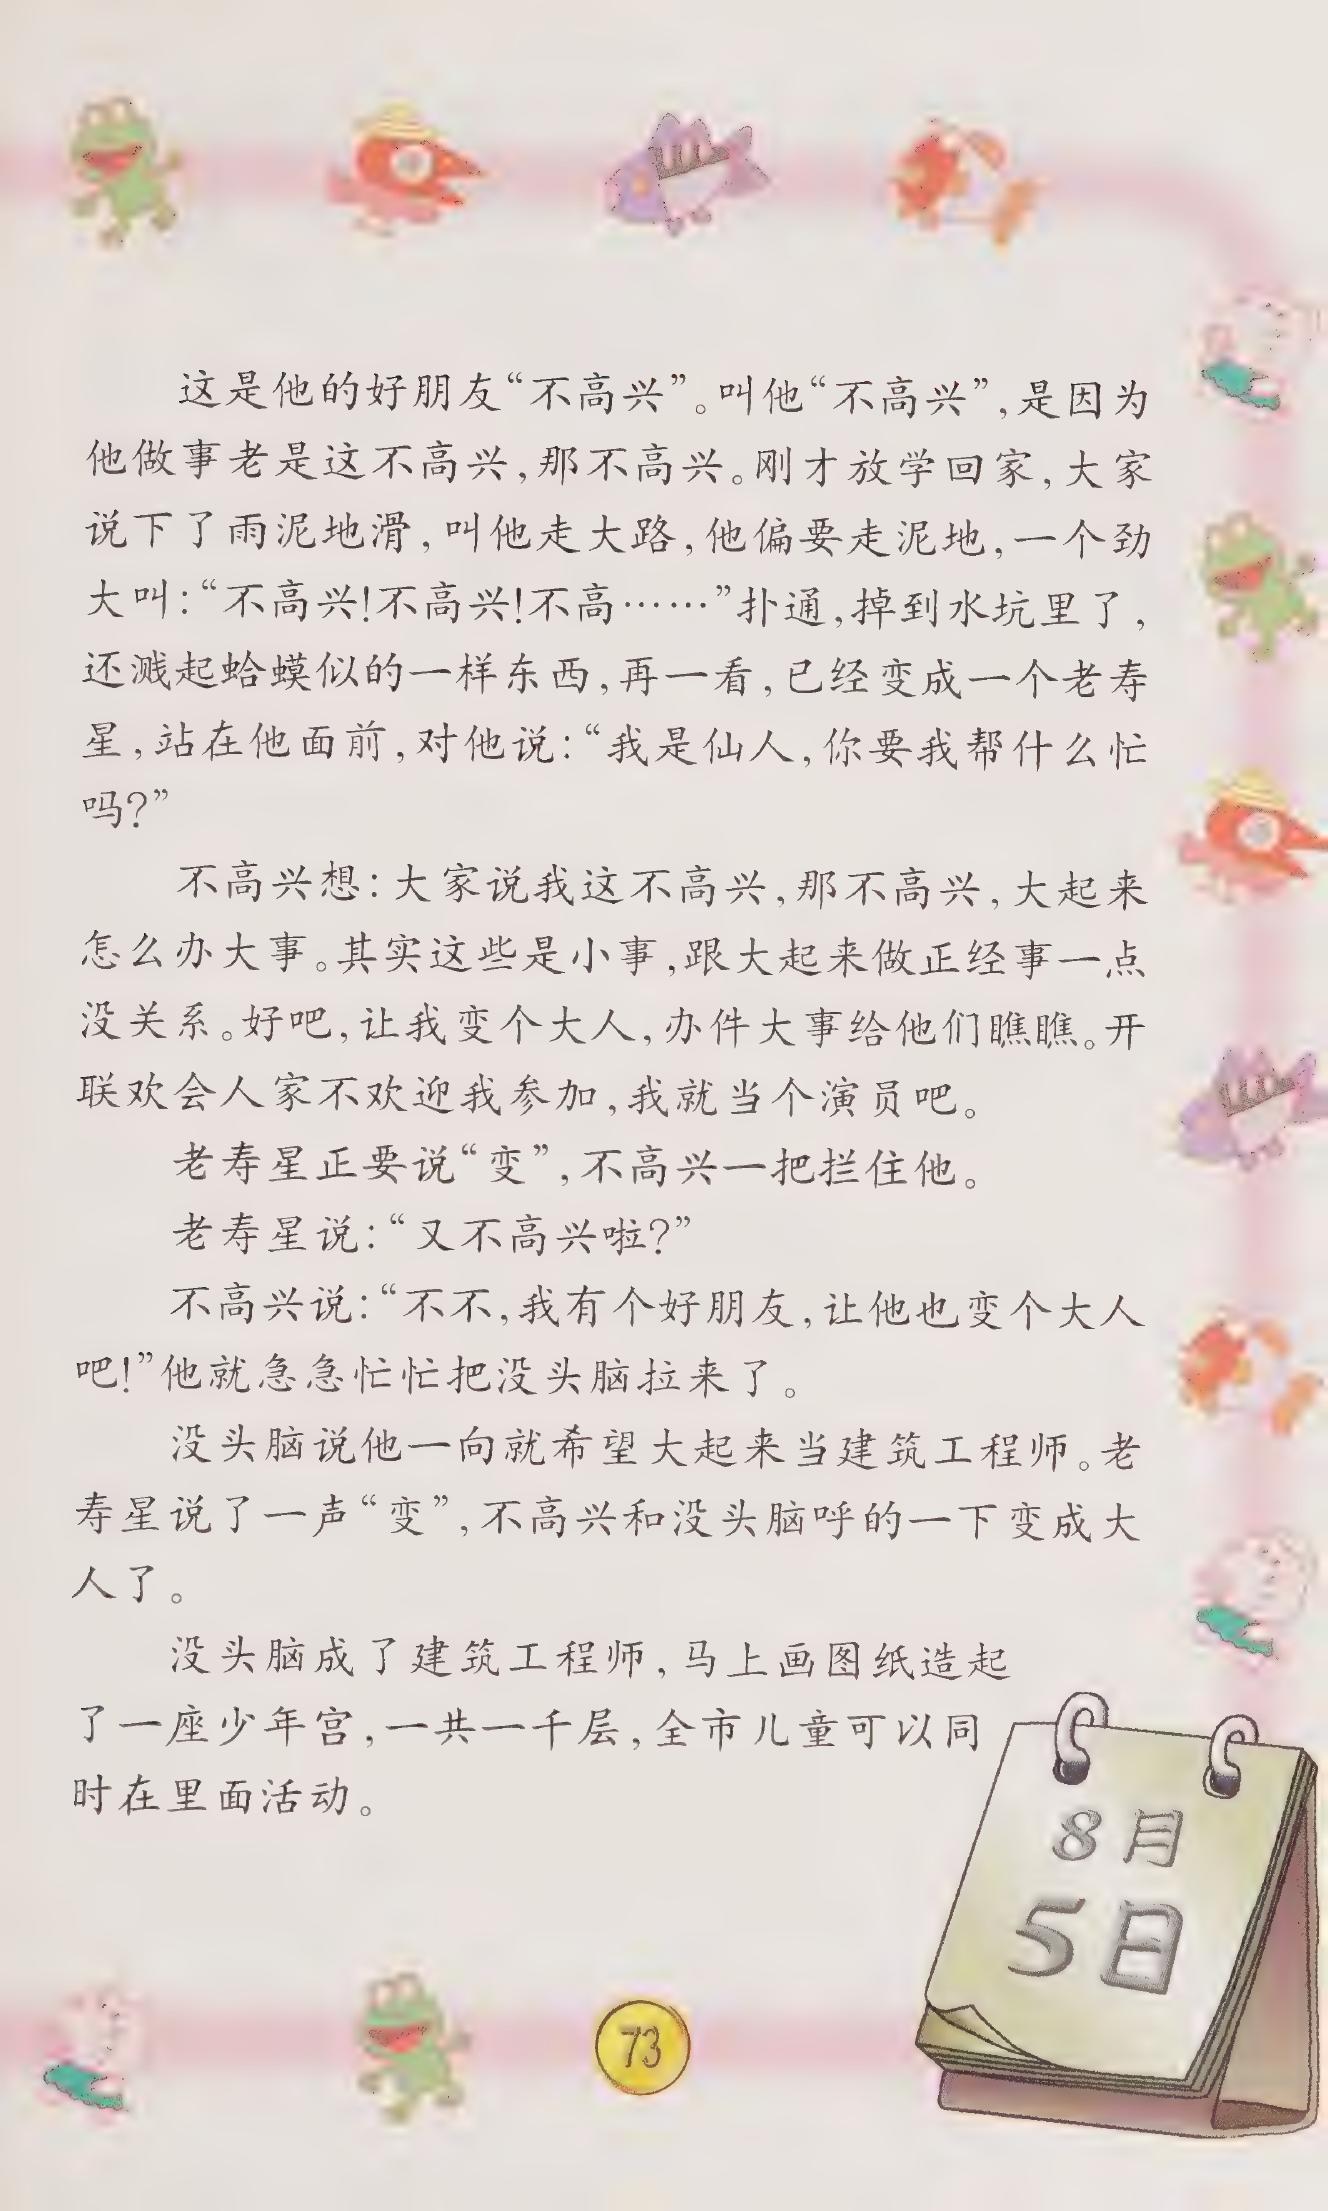 这是他的好朋友“不高兴”。叫他“不高兴”,是因为
他做事老是这不高兴,那不高兴。刚才放学回家,大家
说下了雨泥地滑,叫他走大路,他偏要走泥地,一个劲
大叫:“不高兴!不高兴!不高……”扑通,掉到水坑里了,
还溅起蛤蟆似的一样东西,再一看,已经变成一个老寿
星,站在他面前,对他说:“我是仙人,你要我帮什么忙
吗?”
不高兴想:大家说我这不高兴,那不高兴,大起来
怎么办大事。其实这些是小事,跟大起来做正经事一点
没关系。好吧,让我变个大人,办件大事给他们瞧瞧。开
联欢会人家不欢迎我参加,我就当个演员吧。
老寿星正要说“变”,不高兴一把拦住他。
老寿星说:“又不高兴啦?”
不高兴说:“不不,我有个好朋友,让他也变个大人
吧!”他就急急忙忙把没头脑拉来了。
没头脑说他一向就希望大起来当建筑工程师。老
寿星说了一声“变”,不高兴和没头脑呼的一下变成大
人了。
没头脑成了建筑工程师,马上画图纸造起
了一座少年宫,一共一千层,全市儿童可以同
时在里面活动。
8月
5日
73